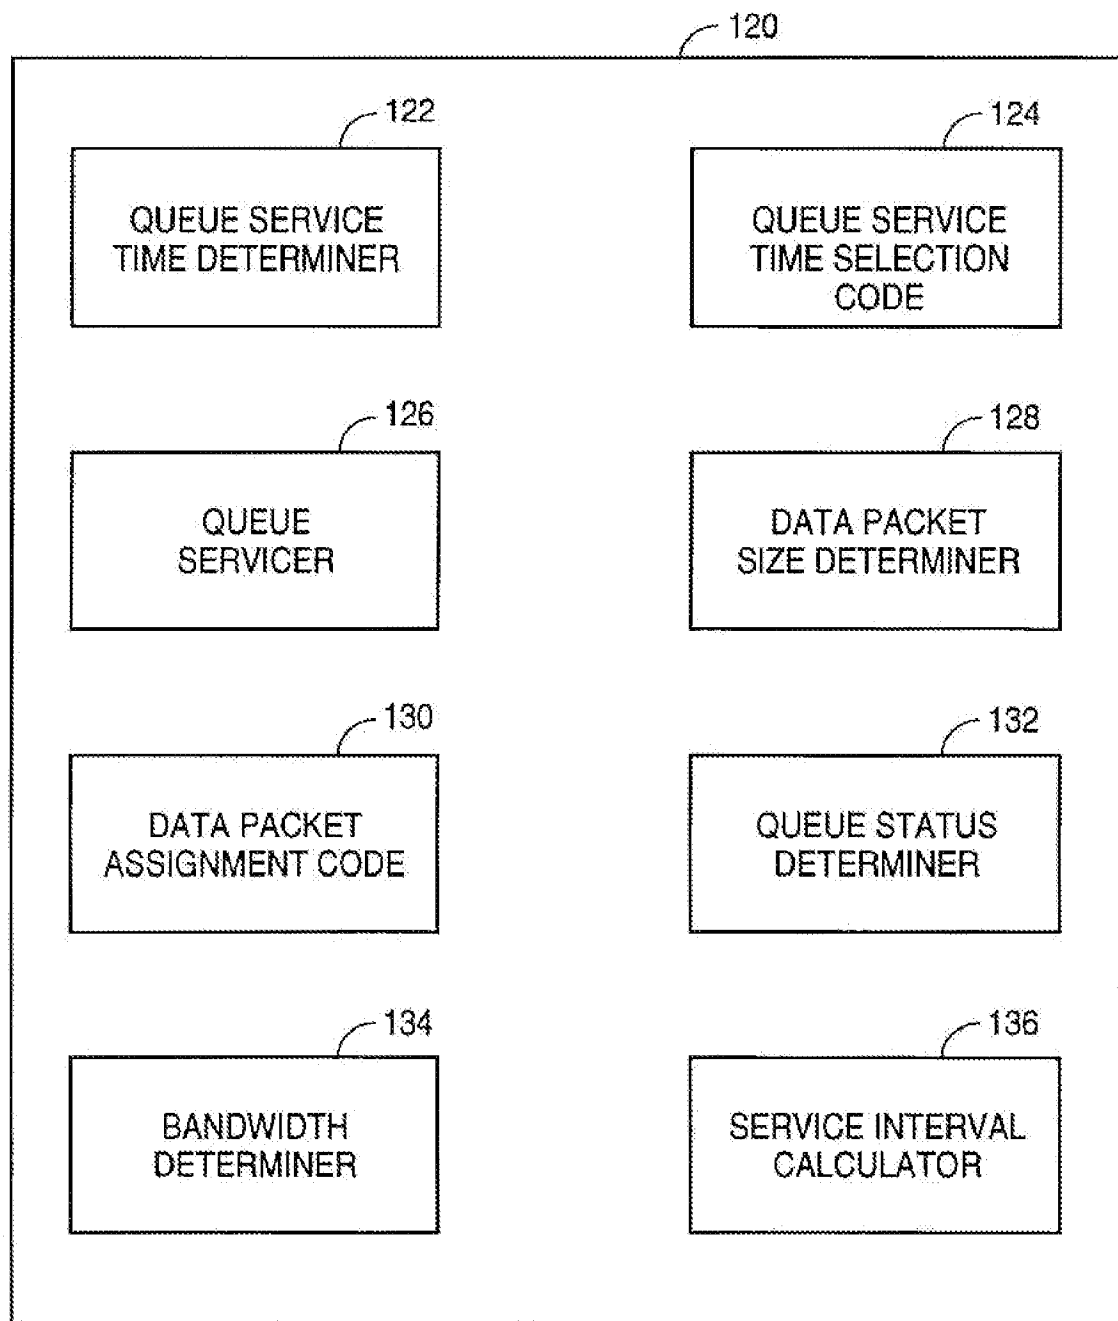 120
122
QUEUE SERVICE
TIME DETERMINER
124
QUEUE SERVICE
TIME SELECTION
CODE
126
QUEUE
SERVICER
128
DATA PACKET
SIZE DETERMINER
130
DATA PACKET
ASSIGNMENT CODE
132
QUEUE STATUS
DETERMINER
134
BANDWIDTH
DETERMINER
136
SERVICE INTERVAL
CALCULATOR